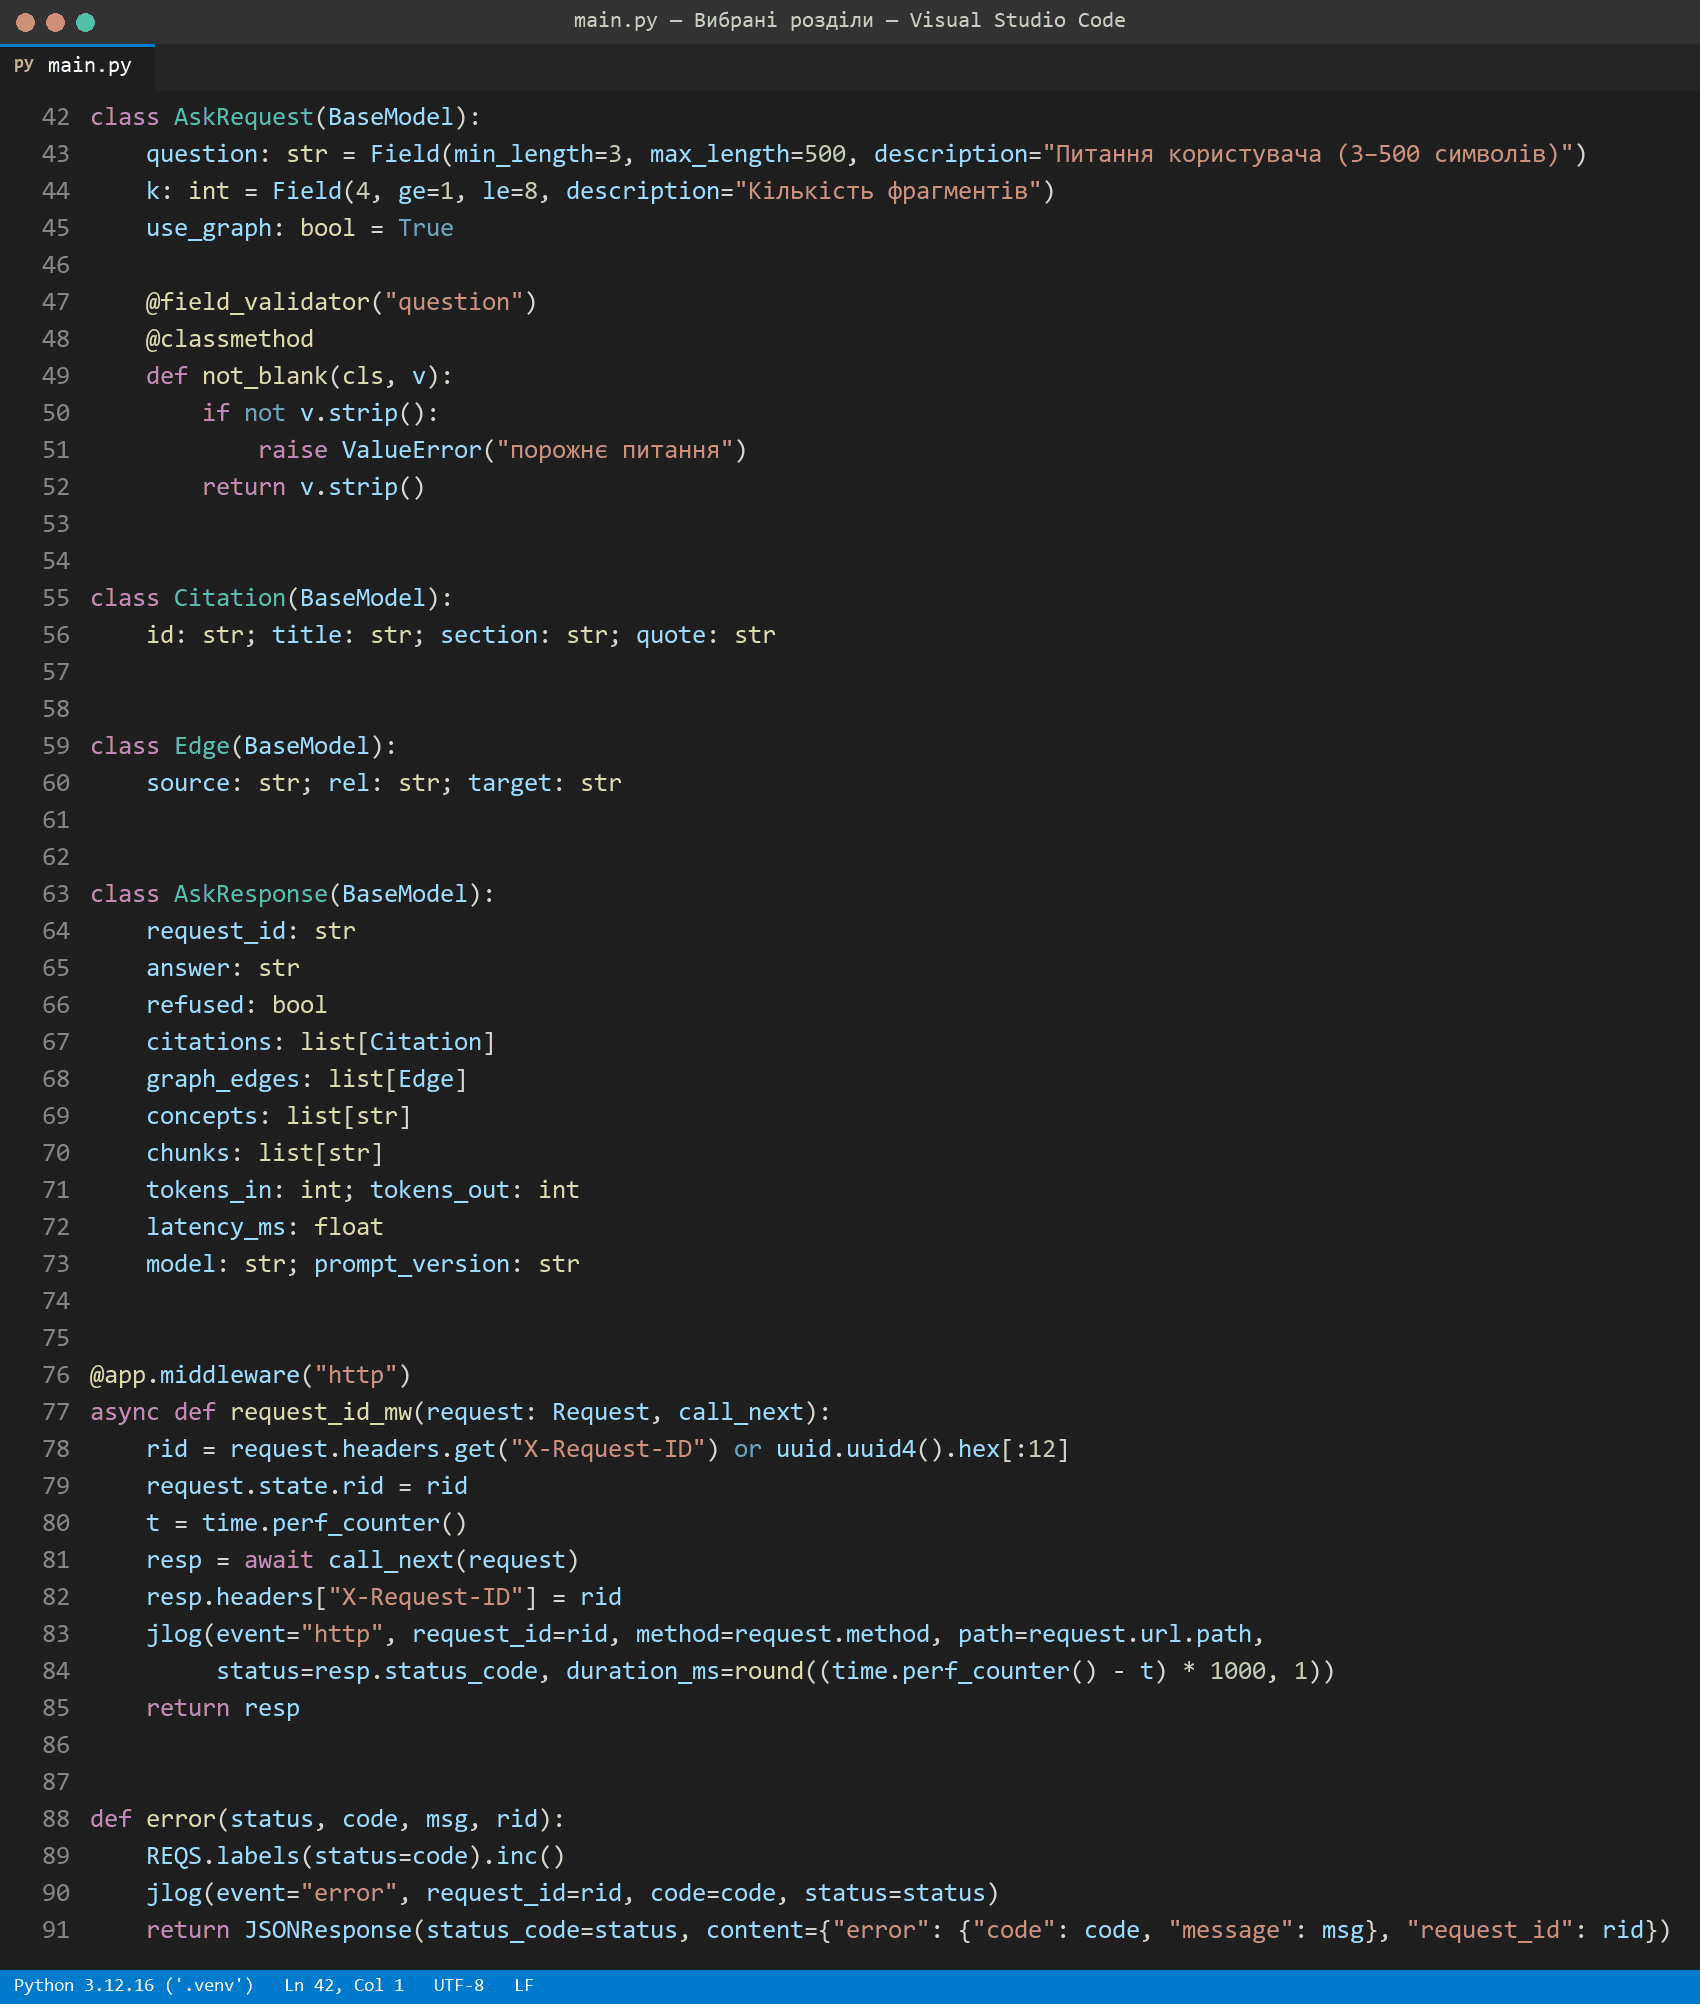 main.py — Вибрані розділи — Visual Studio Code
py main.py
42 class AskRequest(BaseModel):
43     question: str = Field(min_length=3, max_length=500, description="Питання користувача (3–500 символів)")
44     k: int = Field(4, ge=1, le=8, description="Кількість фрагментів")
45     use_graph: bool = True
46
47     @field_validator("question")
48     @classmethod
49     def not_blank(cls, v):
50         if not v.strip():
51             raise ValueError("порожнє питання")
52         return v.strip()
53
54
55 class Citation(BaseModel):
56     id: str; title: str; section: str; quote: str
57
58
59 class Edge(BaseModel):
60     source: str; rel: str; target: str
61
62
63 class AskResponse(BaseModel):
64     request_id: str
65     answer: str
66     refused: bool
67     citations: list[Citation]
68     graph_edges: list[Edge]
69     concepts: list[str]
70     chunks: list[str]
71     tokens_in: int; tokens_out: int
72     latency_ms: float
73     model: str; prompt_version: str
74
75
76 @app.middleware("http")
77 async def request_id_mw(request: Request, call_next):
78     rid = request.headers.get("X-Request-ID") or uuid.uuid4().hex[:12]
79     request.state.rid = rid
80     t = time.perf_counter()
81     resp = await call_next(request)
82     resp.headers["X-Request-ID"] = rid
83     jlog(event="http", request_id=rid, method=request.method, path=request.url.path,
84          status=resp.status_code, duration_ms=round((time.perf_counter() - t) * 1000, 1))
85     return resp
86
87
88 def error(status, code, msg, rid):
89     REQS.labels(status=code).inc()
90     jlog(event="error", request_id=rid, code=code, status=status)
91     return JSONResponse(status_code=status, content={"error": {"code": code, "message": msg}, "request_id": rid})
Python 3.12.16 ('.venv')   Ln 42, Col 1   UTF-8   LF